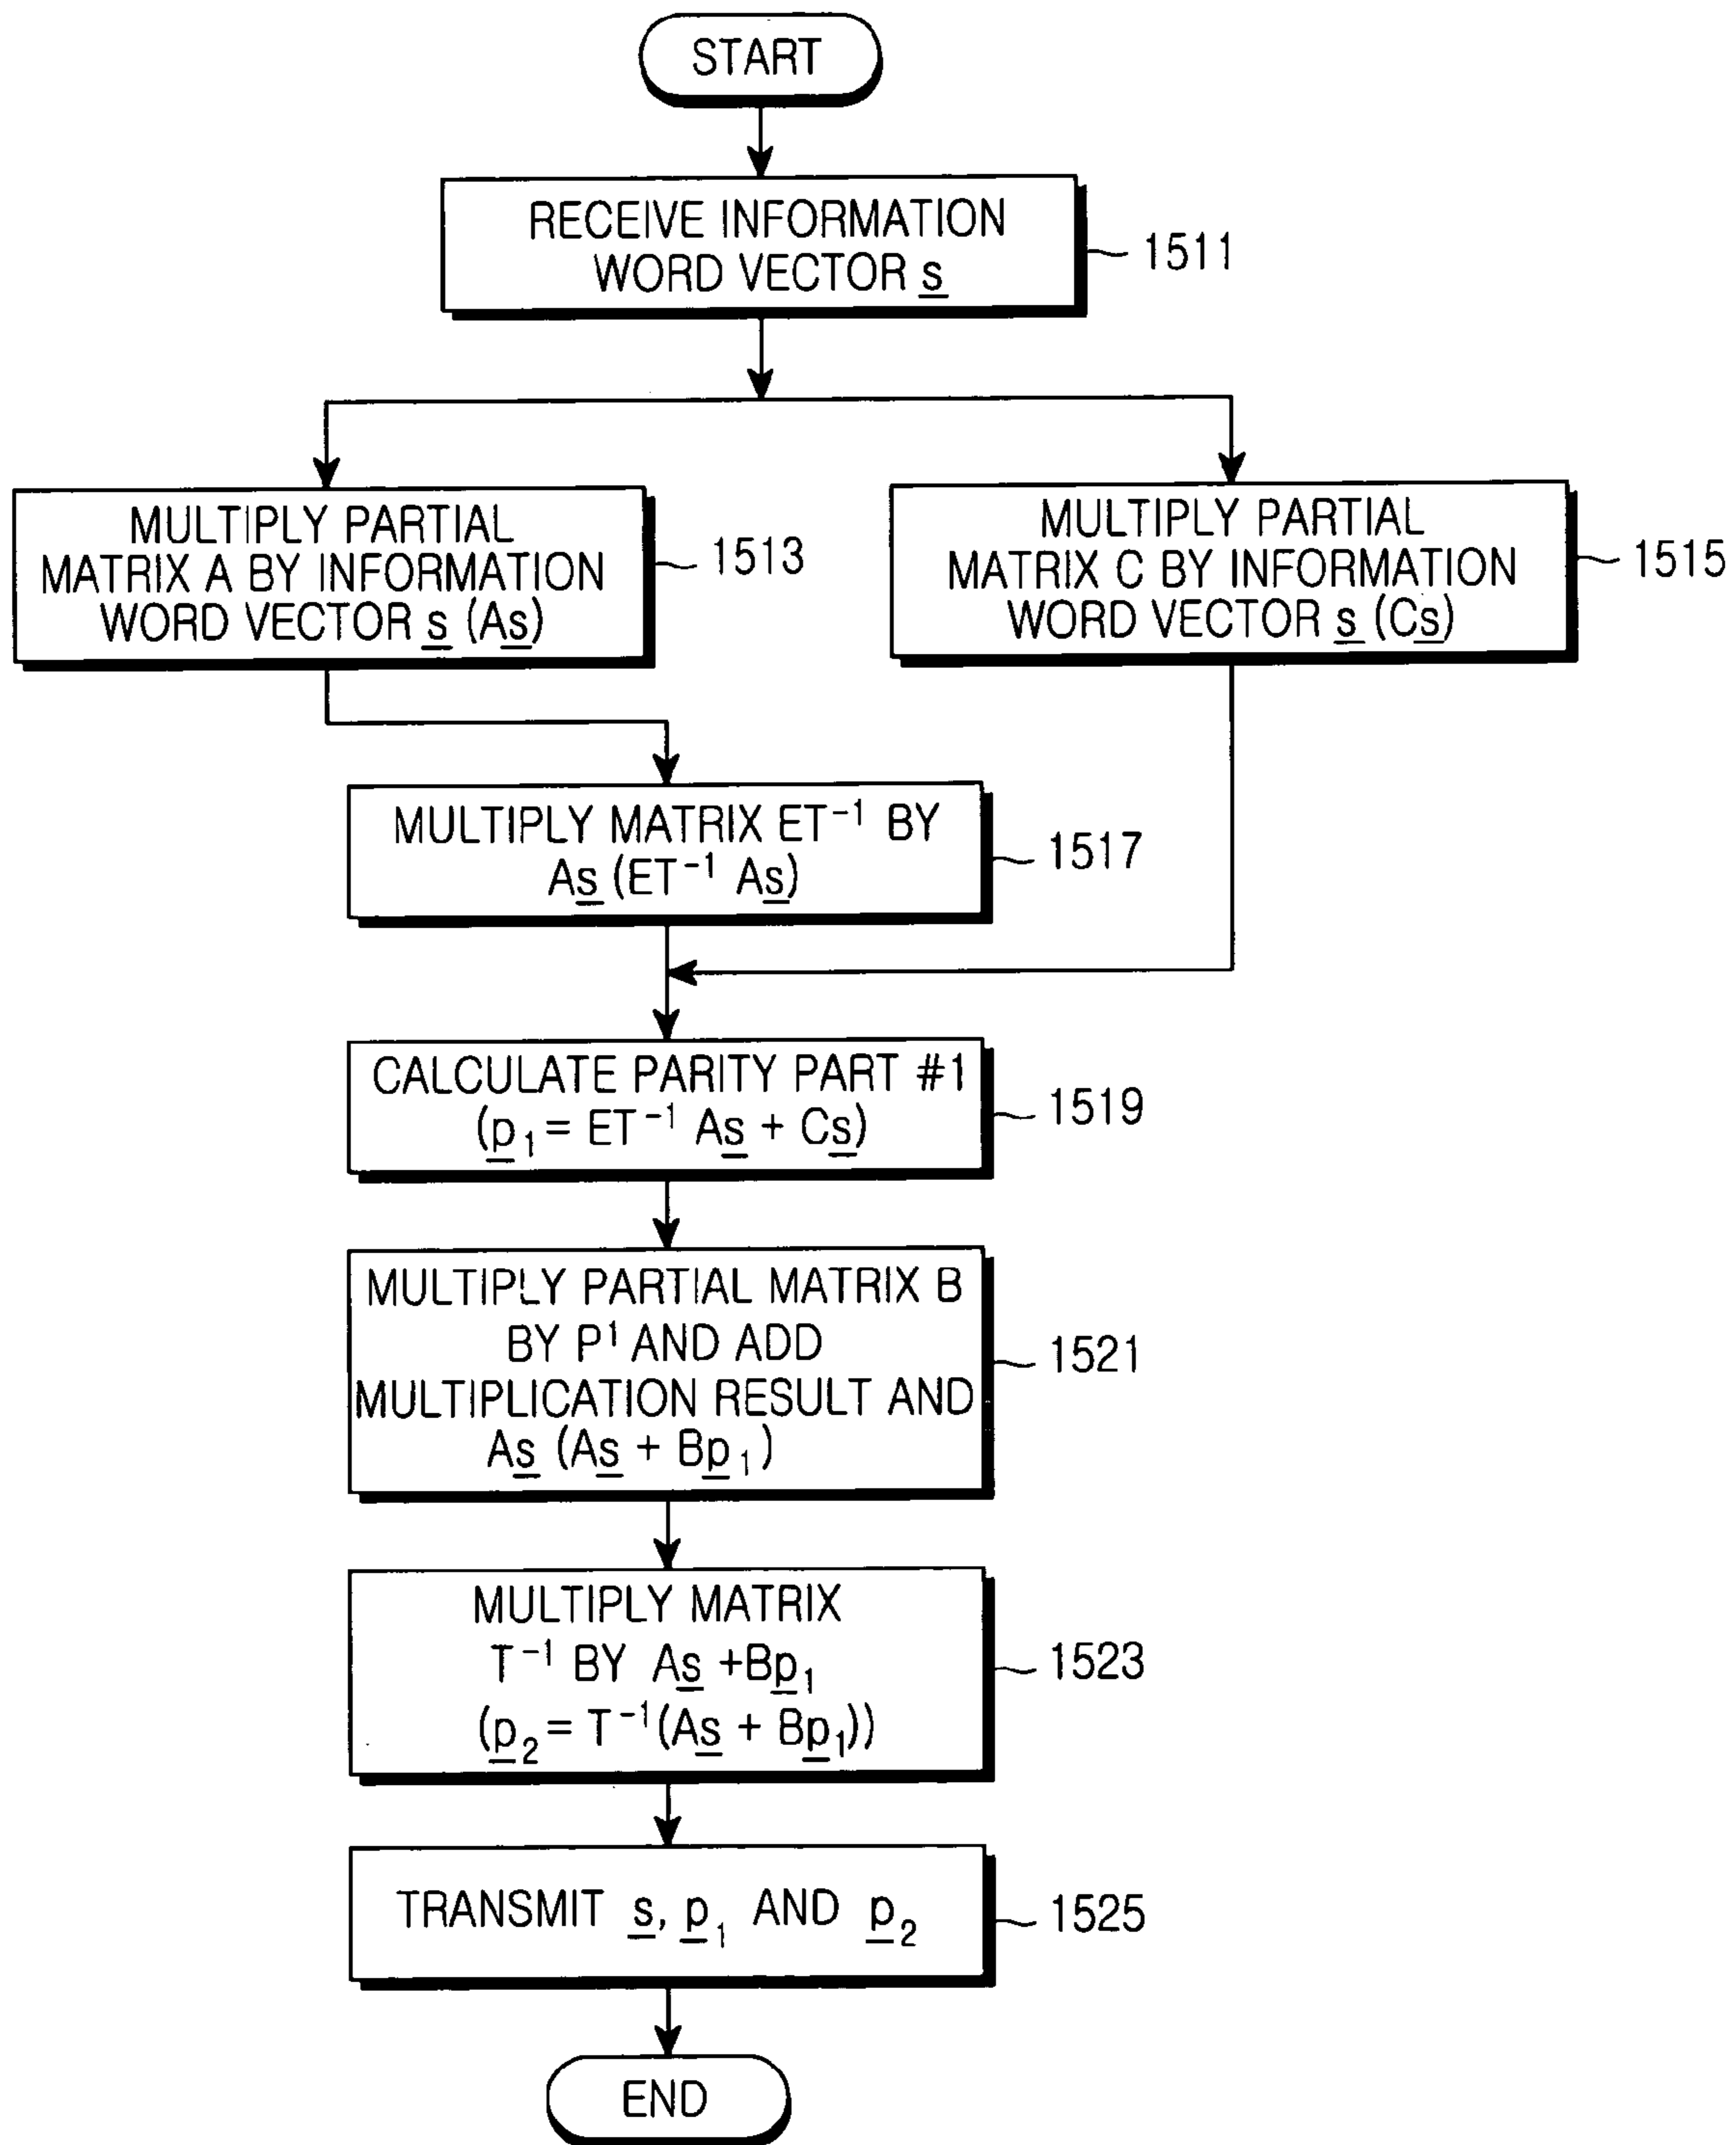 START
RECEIVE INFORMATION
WORD VECTOR s
1511
MULTIPLY PARTIAL
MATRIX A BY INFORMATION
WORD VECTOR s (As)
1513
MULTIPLY PARTIAL
MATRIX C BY INFORMATION
WORD VECTOR s (Cs)
1515
MULTIPLY MATRIX ET⁻¹ BY
As (ET⁻¹ As)
1517
CALCULATE PARITY PART #1
(p₁ = ET⁻¹ As + Cs)
1519
MULTIPLY PARTIAL MATRIX B
BY P¹ AND ADD
MULTIPLICATION RESULT AND
As (As + Bp₁)
1521
MULTIPLY MATRIX
T⁻¹ BY As +Bp₁
(p₂ = T⁻¹(As + Bp₁))
1523
TRANSMIT s, p₁ AND p₂
1525
END